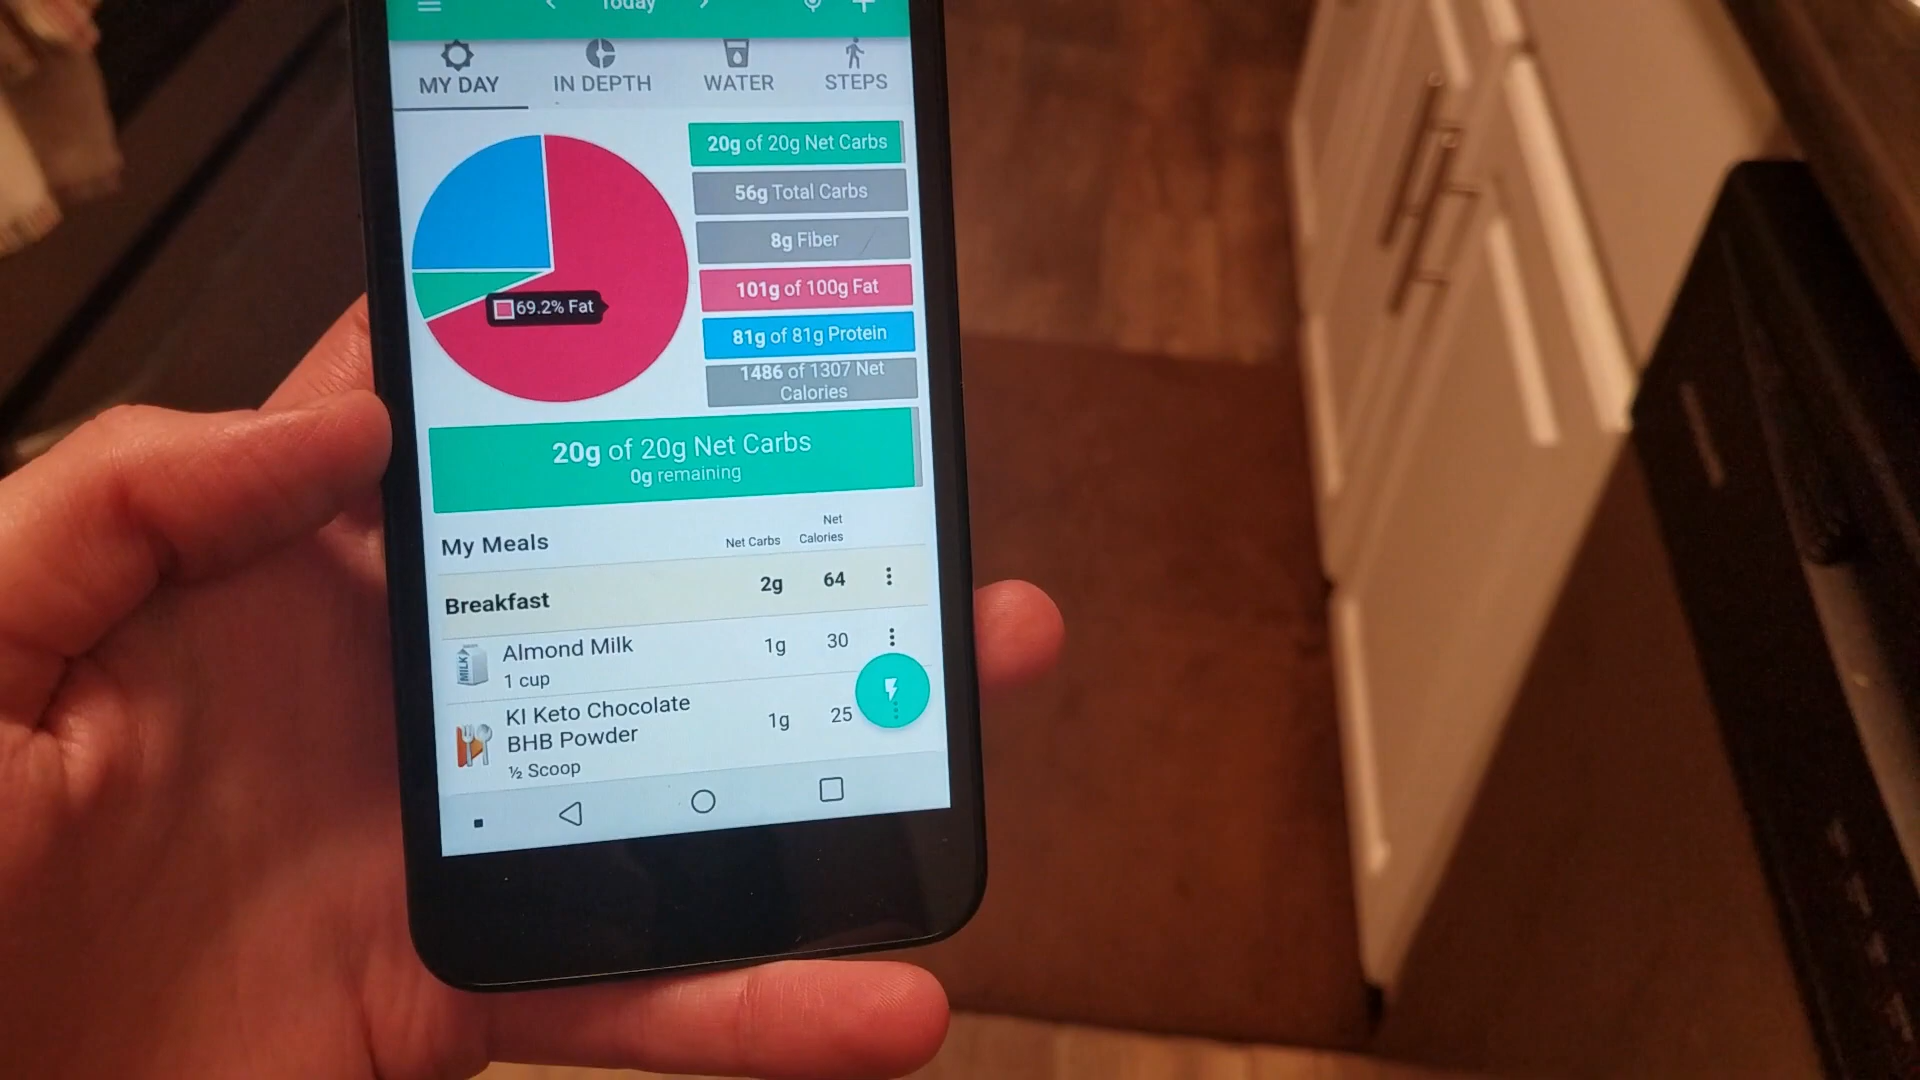 Today
MY DAY
IN DEPTH
WATER
STEPS
20g of 20g Net Carbs
56g Total Carbs
8g Fiber
101g of 100g Fat
81g of 81g Protein
1486 of 1307 Net
Calories
69.2% Fat
20g of 20g Net Carbs
0g remaining
My Meals
Net Carbs
Net
Calories
Breakfast
2g
64
MILK
Almond Milk
1g
30
1 cup
KI Keto Chocolate
BHB Powder
1g
25
½ Scoop